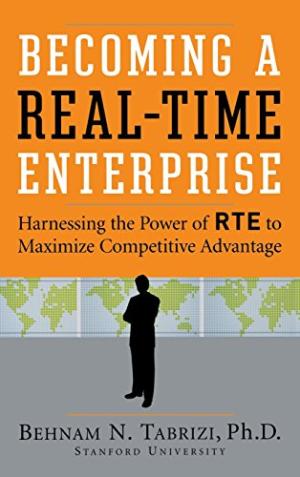 BECOMING A
REAL-TIME
ENTERPRISE
Harnessing the Power of RTE to
Maximize Competitive Advantage
BEHNAM N. TABRIZI, PH.D.
STANFORD UNIVERSITY